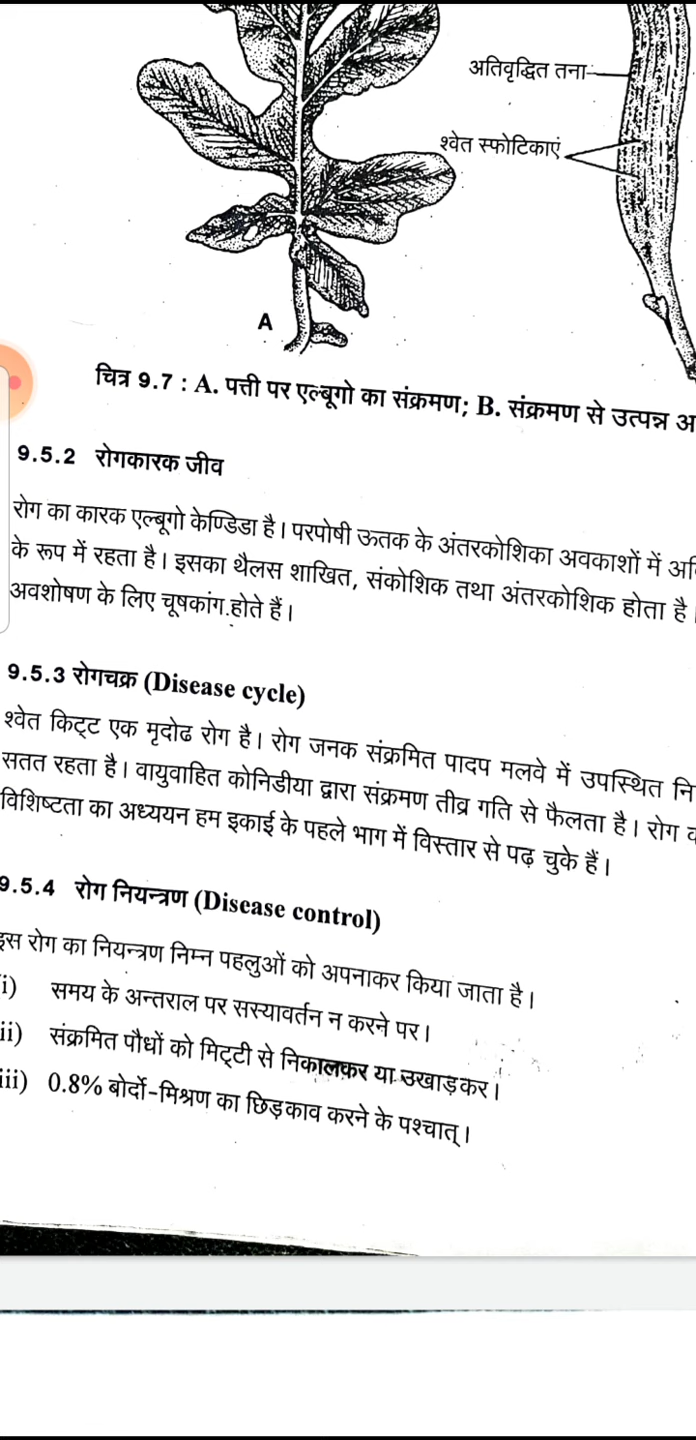 अतिवृद्धित तना
श्वेत स्फोटिकाएं
A
चित्र 9.7 : A. पत्ती पर एल्बूगो का संक्रमण; B. संक्रमण से उत्पन्न
9.5.2 रोगकारक जीव
रोग का कारक एल्बूगो केण्डिडा है। परपोषी ऊतक के अंतरकोशिका अवकाशों में
के रूप में रहता है। इसका थैलस शाखित, संकोशिक तथा अंतरकोशिक होता है।
अवशोषण के लिए चूषकांग होते हैं।
9.5.3 रोगचक्र (Disease cycle)
श्वेत किट्ट एक मृदोढ रोग है। रोग जनक संक्रमित पादप मलवे में उपस्थित
सतत रहता है। वायुवाहित कोनिडीया द्वारा संक्रमण तीव्र गति से फैलता है। रोग
विशिष्टता का अध्ययन हम इकाई के पहले भाग में विस्तार से पढ़ चुके हैं।
9.5.4 रोग नियन्त्रण (Disease control)
इस रोग का नियन्त्रण निम्न पहलुओं को अपनाकर किया जाता है।
i) समय के अन्तराल पर सस्यावर्तन न करने पर।
ii) संक्रमित पौधों को मिट्टी से निकालकर या उखाड़कर।
iii) 0.8% बोर्दो-मिश्रण का छिड़काव करने के पश्चात्।